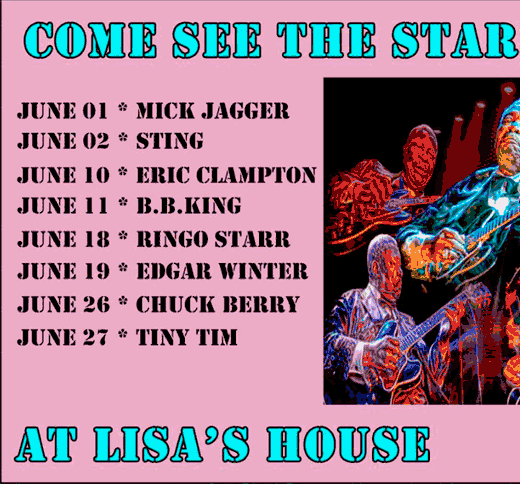 COME SEE THE STAR
JUNE 01 * MICK JAGGER
JUNE 02 * STING
JUNE 10 * ERIC CLAMPTON
JUNE 11 * B.B.KING
JUNE 18 * RINGO STARR
JUNE 19 * EDGAR WINTER
JUNE 26 * CHUCK BERRY
JUNE 27 * TINY TIM
AT LISA'S HOUSE